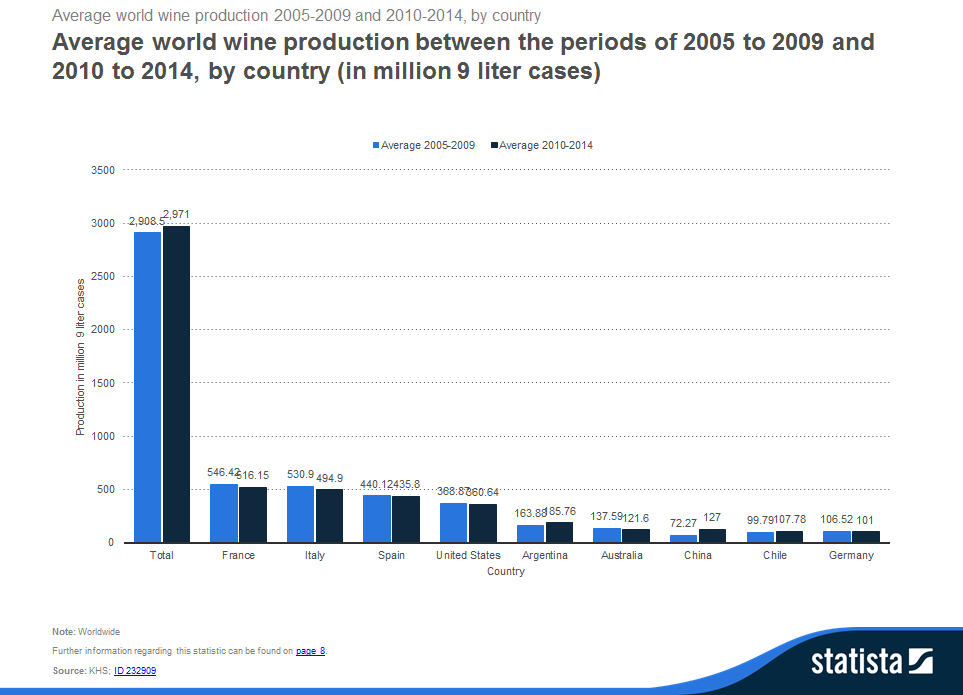 Average world wine production 2005-2009 and 2010-2014, by country
Average world wine production between the periods of 2005 to 2009 and
2010 to 2014, by country (in million 9 liter cases)
Average 2005-2009 Average 2010-2014
Production in million 9 liter cases
3500
3000
2500
2000
1500
1000
500
0
2,908.5 2,971
546.42 516.15
530.9 494.9
440.12 435.8
368.87 360.64
163.88 185.76
137.59 121.6
72.27 127
99.79 107.78
106.52 101
Total France Italy Spain United States Argentina Australia China Chile Germany
Country
Note: Worldwide
Further information regarding this statistic can be found on page 8.
Source: KHS; ID 232909
statista